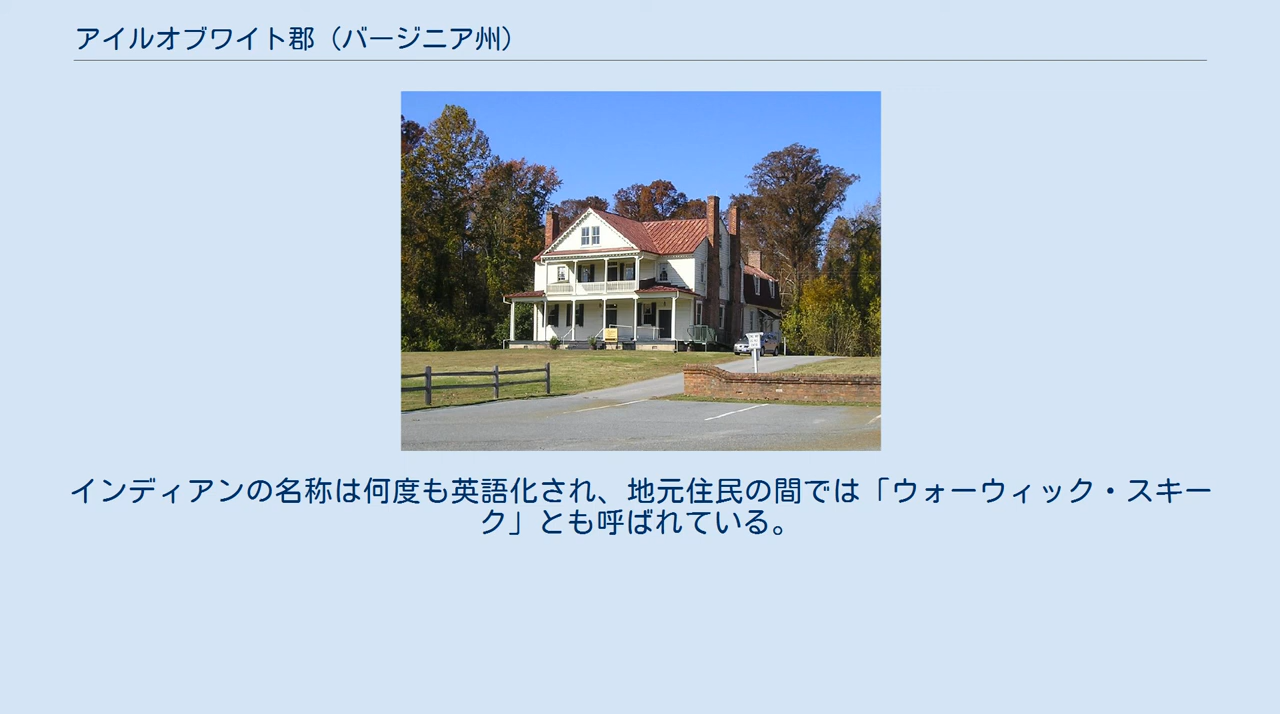 アイルオブワイト郡（バージニア州）
インディアンの名称は何度も英語化され、地元住民の間では「ウォーウィック・スキー
ク」とも呼ばれている。